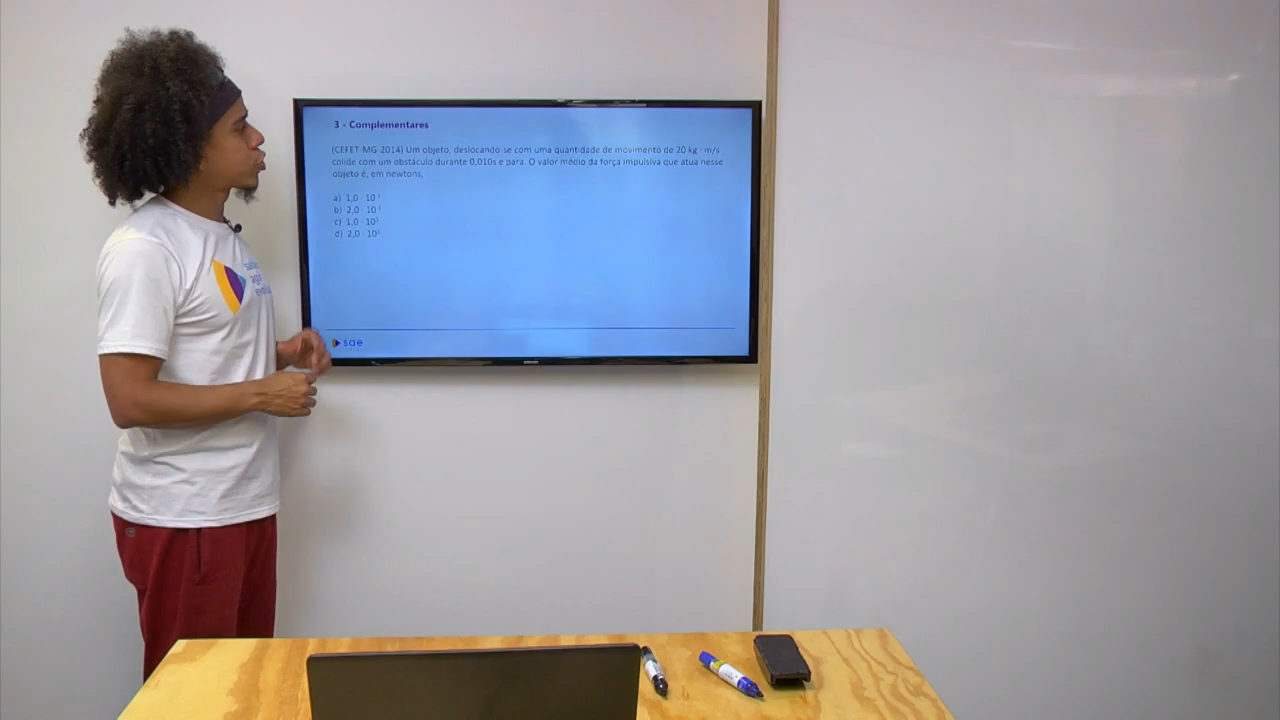 3 - Complementares
(CEFET-MG-2014) Um objeto, deslocando-se com uma quantidade de movimento de 20 kg · m/s
colide com um obstáculo durante 0,010s e para. O valor médio da força impulsiva que atua nesse
objeto é, em newtons,
a) 1,0 · 10
b) 2,0 · 10
c) 1,0 · 10
d) 2,0 · 10
sae